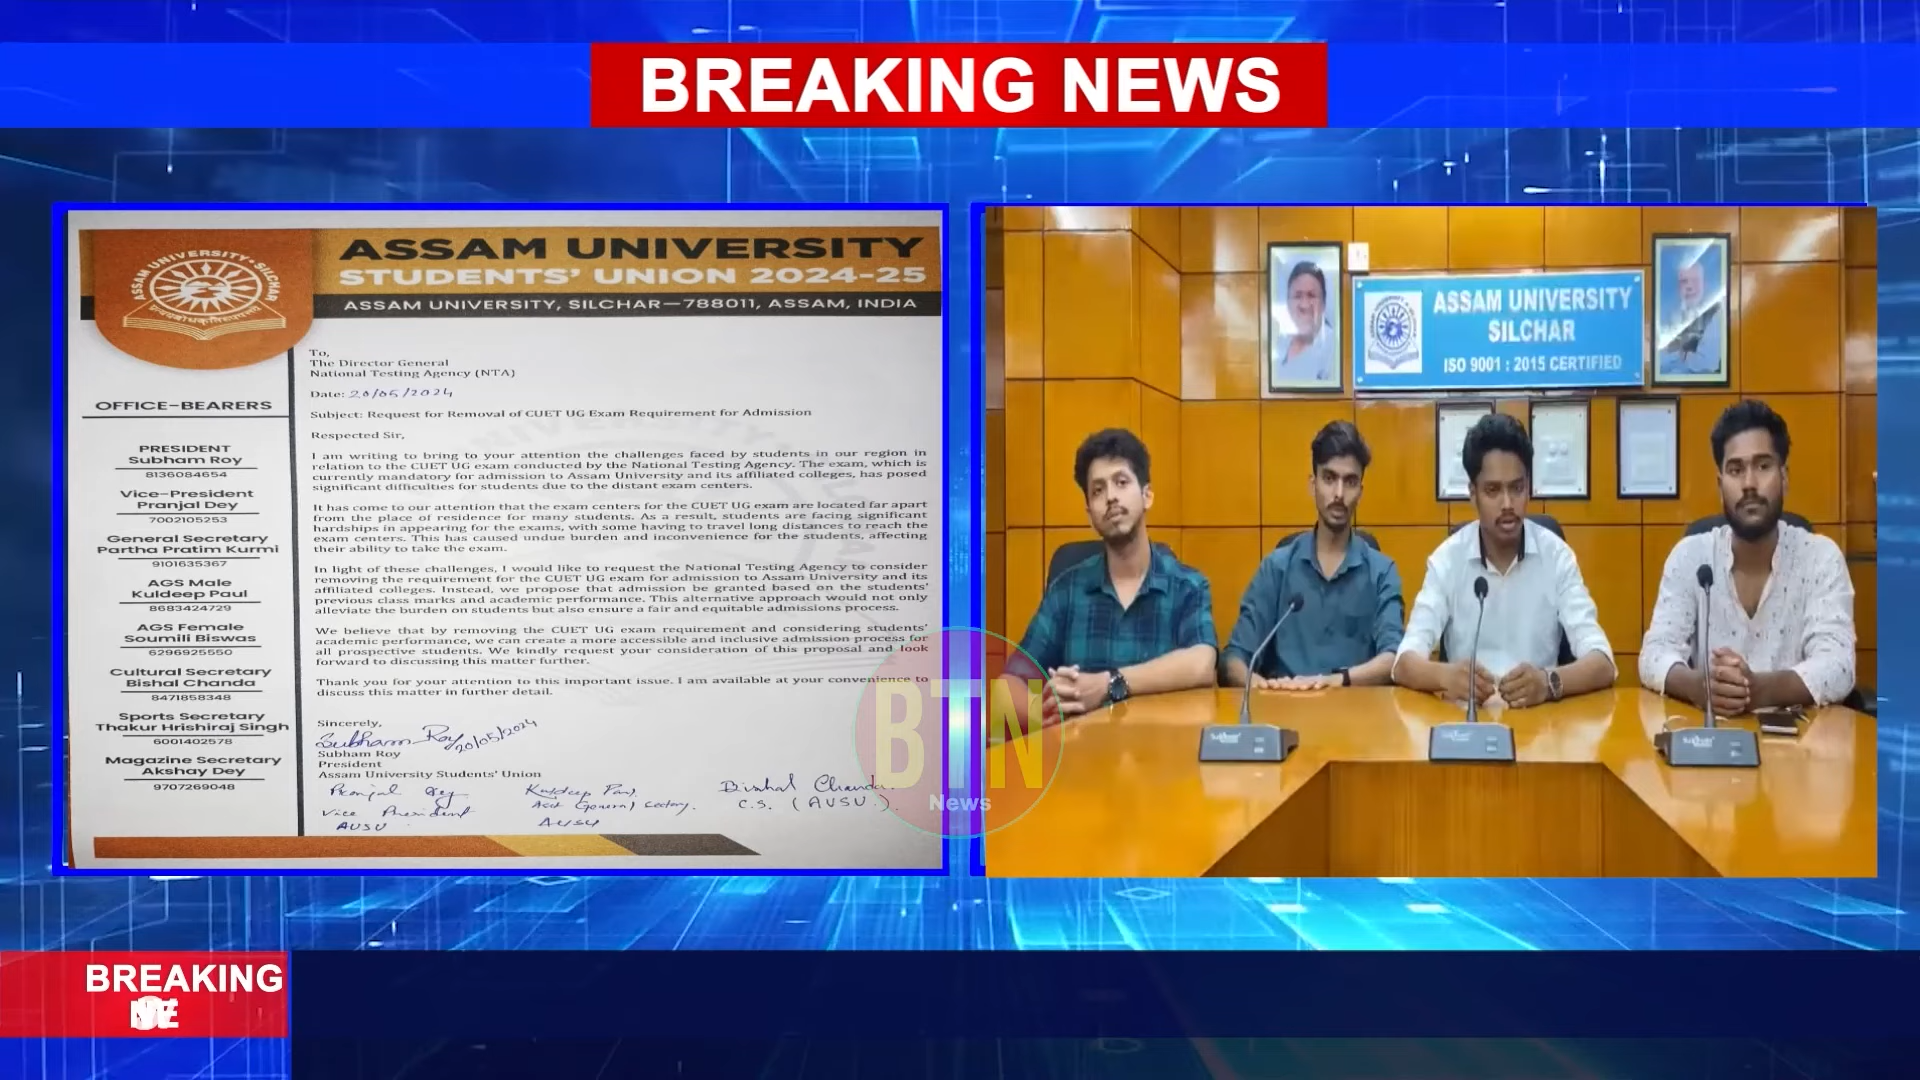 BREAKING NEWS
ASSAM UNIVERSITY
STUDENTS' UNION 2024-25
ASSAM UNIVERSITY, SILCHAR—788011, ASSAM, INDIA
ASSAM UNIVERSITY • SILCHAR
OFFICE-BEARERS
PRESIDENT
Subham Roy
8136084654
Vice-President
Pranjal Dey
7002105253
General Secretary
Partha Pratim Kurmi
9101635367
AGS Male
Kuldeep Paul
8683424729
AGS Female
Soumili Biswas
6296925550
Cultural Secretary
Bishal Chanda
8471858348
Sports Secretary
Thakur Hrishiraj Singh
6001402578
Magazine Secretary
Akshay Dey
9707269048
To,
The Director General
National Testing Agency (NTA)
Date: 20/05/2024
Subject: Request for Removal of CUET UG Exam Requirement for Admission
Respected Sir,
I am writing to bring to your attention the challenges faced by students in our region in
relation to the CUET UG exam conducted by the National Testing Agency. The exam, which is
currently mandatory for admission to Assam University and its affiliated colleges, has posed
significant difficulties for students due to the distant exam centers.
It has come to our attention that the exam centers for the CUET UG exam are located far apart
from the place of residence for many students. As a result, students are facing significant
hardships in appearing for the exams, with some having to travel long distances to reach the
exam centers. This has caused undue burden and inconvenience for the students, affecting
their ability to take the exam.
In light of these challenges, I would like to request the National Testing Agency to consider
removing the requirement for the CUET UG exam for admission to Assam University and its
affiliated colleges. Instead, we propose that admission be granted based on the students'
previous class marks and academic performance. This alternative approach would not only
alleviate the burden on students but also ensure a fair and equitable admissions process.
We believe that by removing the CUET UG exam requirement and considering students'
academic performance, we can create a more accessible and inclusive admission process for
all prospective students. We kindly request your consideration of this proposal and look
forward to discussing this matter further.
Thank you for your attention to this important issue. I am available at your convenience to
discuss this matter in further detail.
Sincerely,
Subham Roy 20/05/2024
Subham Roy
President
Assam University Students' Union
Pranjal Dey
Vice President
AUSU
Kuldeep Paul
AUSU
Bishal Chanda
C.S. (AUSU).
ASSAM UNIVERSITY
SILCHAR
ISO 9001 : 2015 CERTIFIED
BTN
News
BREAKING